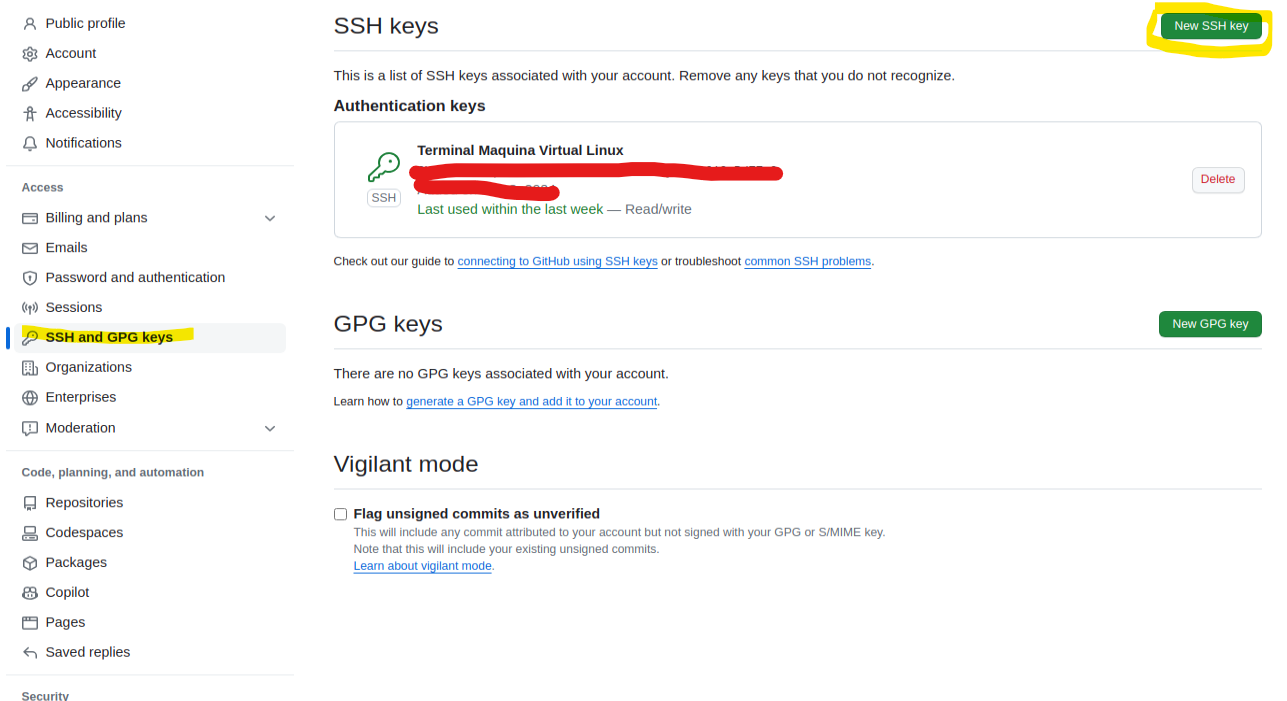 Public profile
Account
Appearance
Accessibility
Notifications
Access
Billing and plans
Emails
Password and authentication
Sessions
SSH and GPG keys
Organizations
Enterprises
Moderation
Code, planning, and automation
Repositories
Codespaces
Packages
Copilot
Pages
Saved replies
Security
SSH keys
New SSH key
This is a list of SSH keys associated with your account. Remove any keys that you do not recognize.
Authentication keys
Terminal Maquina Virtual Linux
SSH
Last used within the last week — Read/write
Delete
Check out our guide to connecting to GitHub using SSH keys or troubleshoot common SSH problems.
GPG keys
New GPG key
There are no GPG keys associated with your account.
Learn how to generate a GPG key and add it to your account.
Vigilant mode
Flag unsigned commits as unverified
This will include any commit attributed to your account but not signed with your GPG or S/MIME key.
Note that this will include your existing unsigned commits.
Learn about vigilant mode.